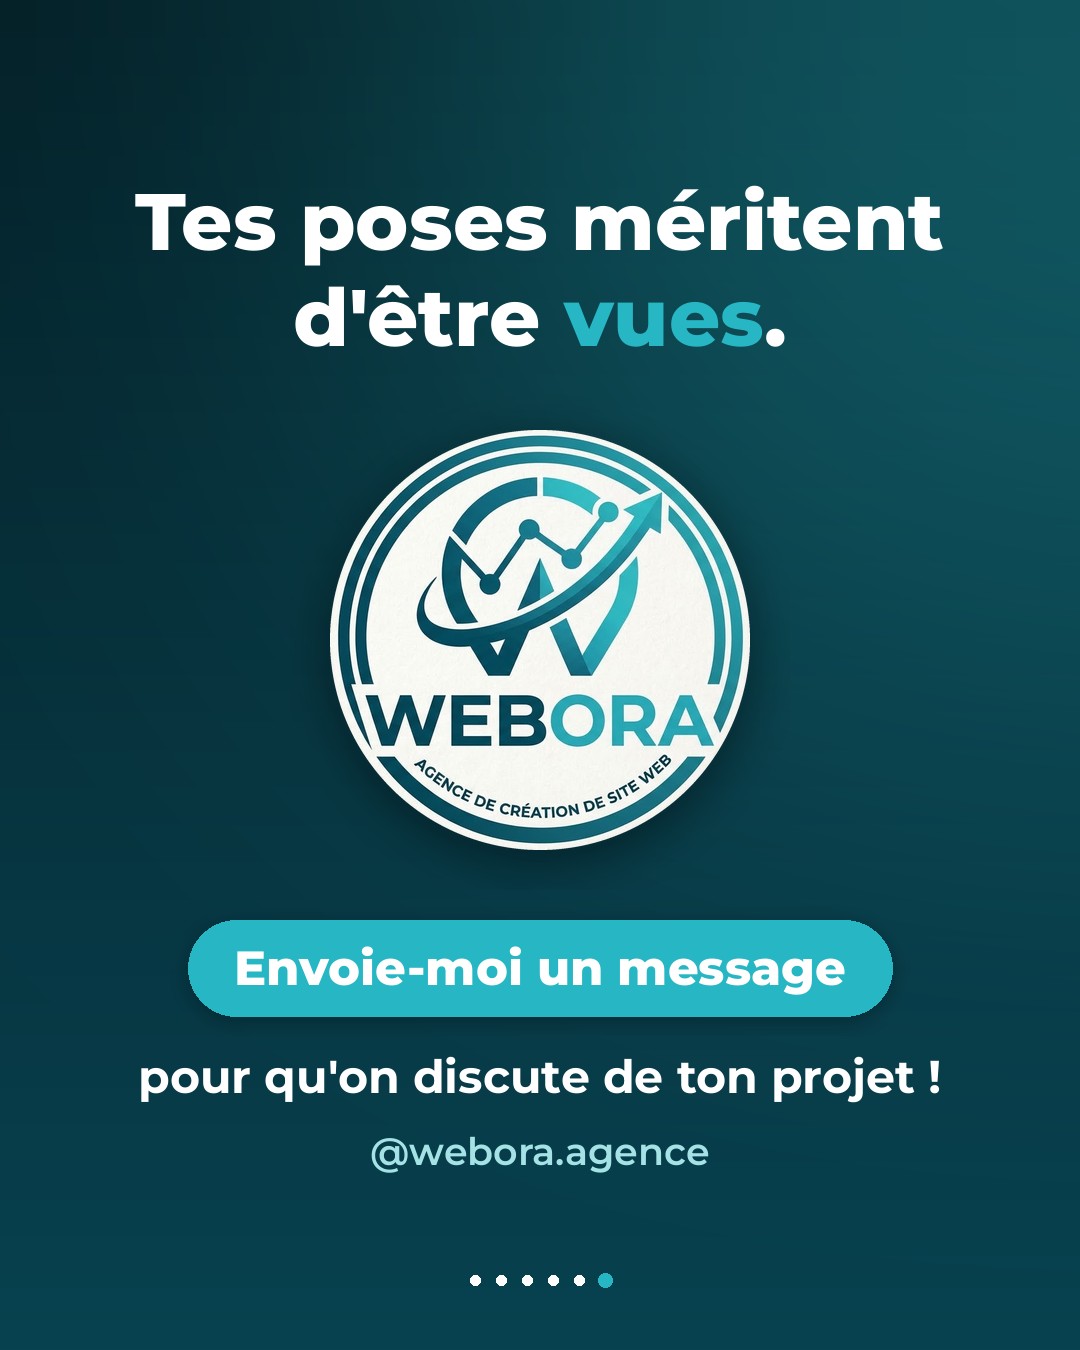 Tes poses méritent
d'être vues.
WEBORA
AGENCE DE CRÉATION DE SITE WEB
Envoie-moi un message
pour qu'on discute de ton projet !
@webora.agence